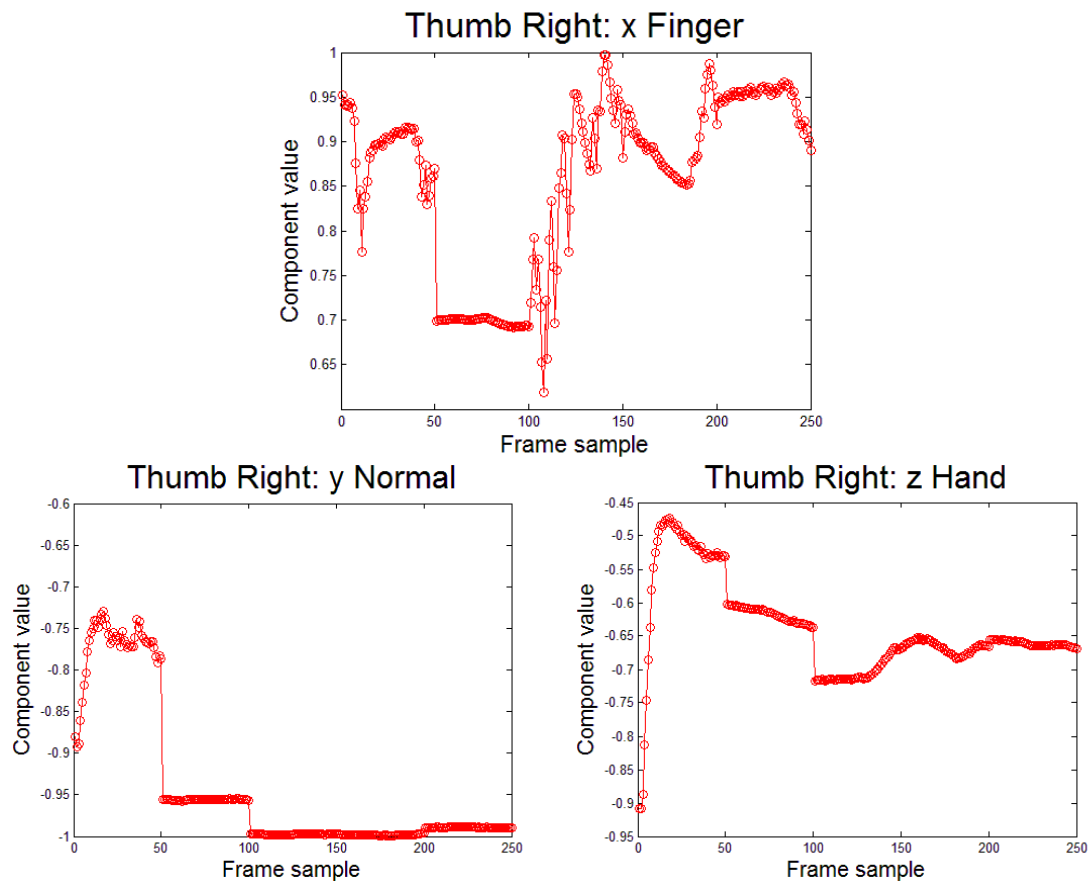 Thumb Right: x Finger
1
0.95
0.9
0.85
0.8
0.75
0.7
0.65
Component value
0 50 100 150 200 250
Frame sample
Thumb Right: y Normal
-0.6
-0.65
-0.7
-0.75
-0.8
-0.85
-0.9
-0.95
-1
Component value
0 50 100 150 200 250
Frame sample
Thumb Right: z Hand
-0.45
-0.5
-0.55
-0.6
-0.65
-0.7
-0.75
-0.8
-0.85
-0.9
-0.95
Component value
0 50 100 150 200 250
Frame sample